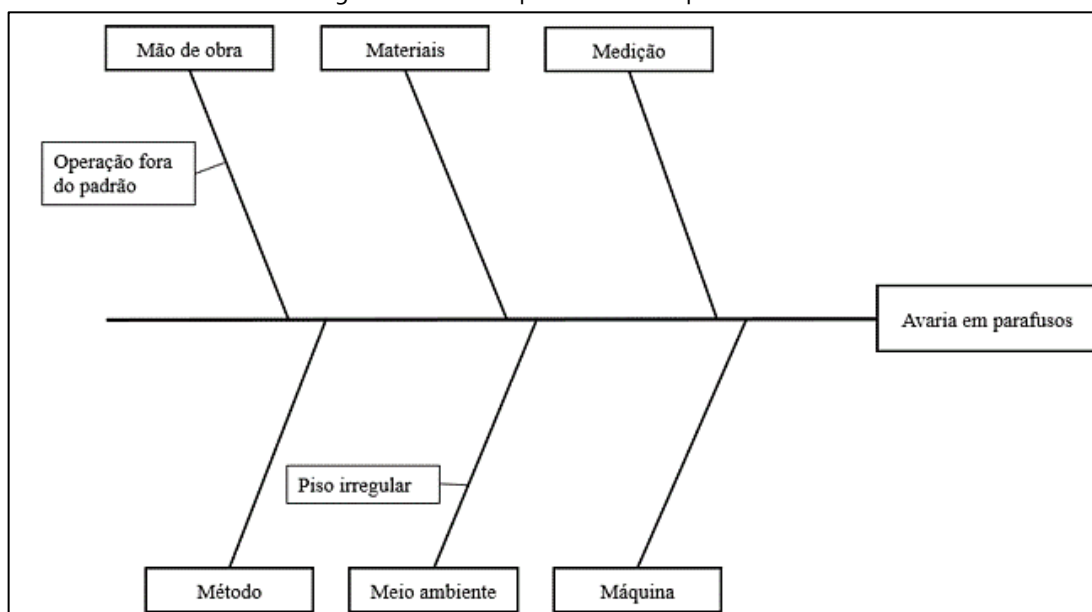 Mão de obra
Materiais
Medição
Operação fora
do padrão
Avaria em parafusos
Piso irregular
Método
Meio ambiente
Máquina